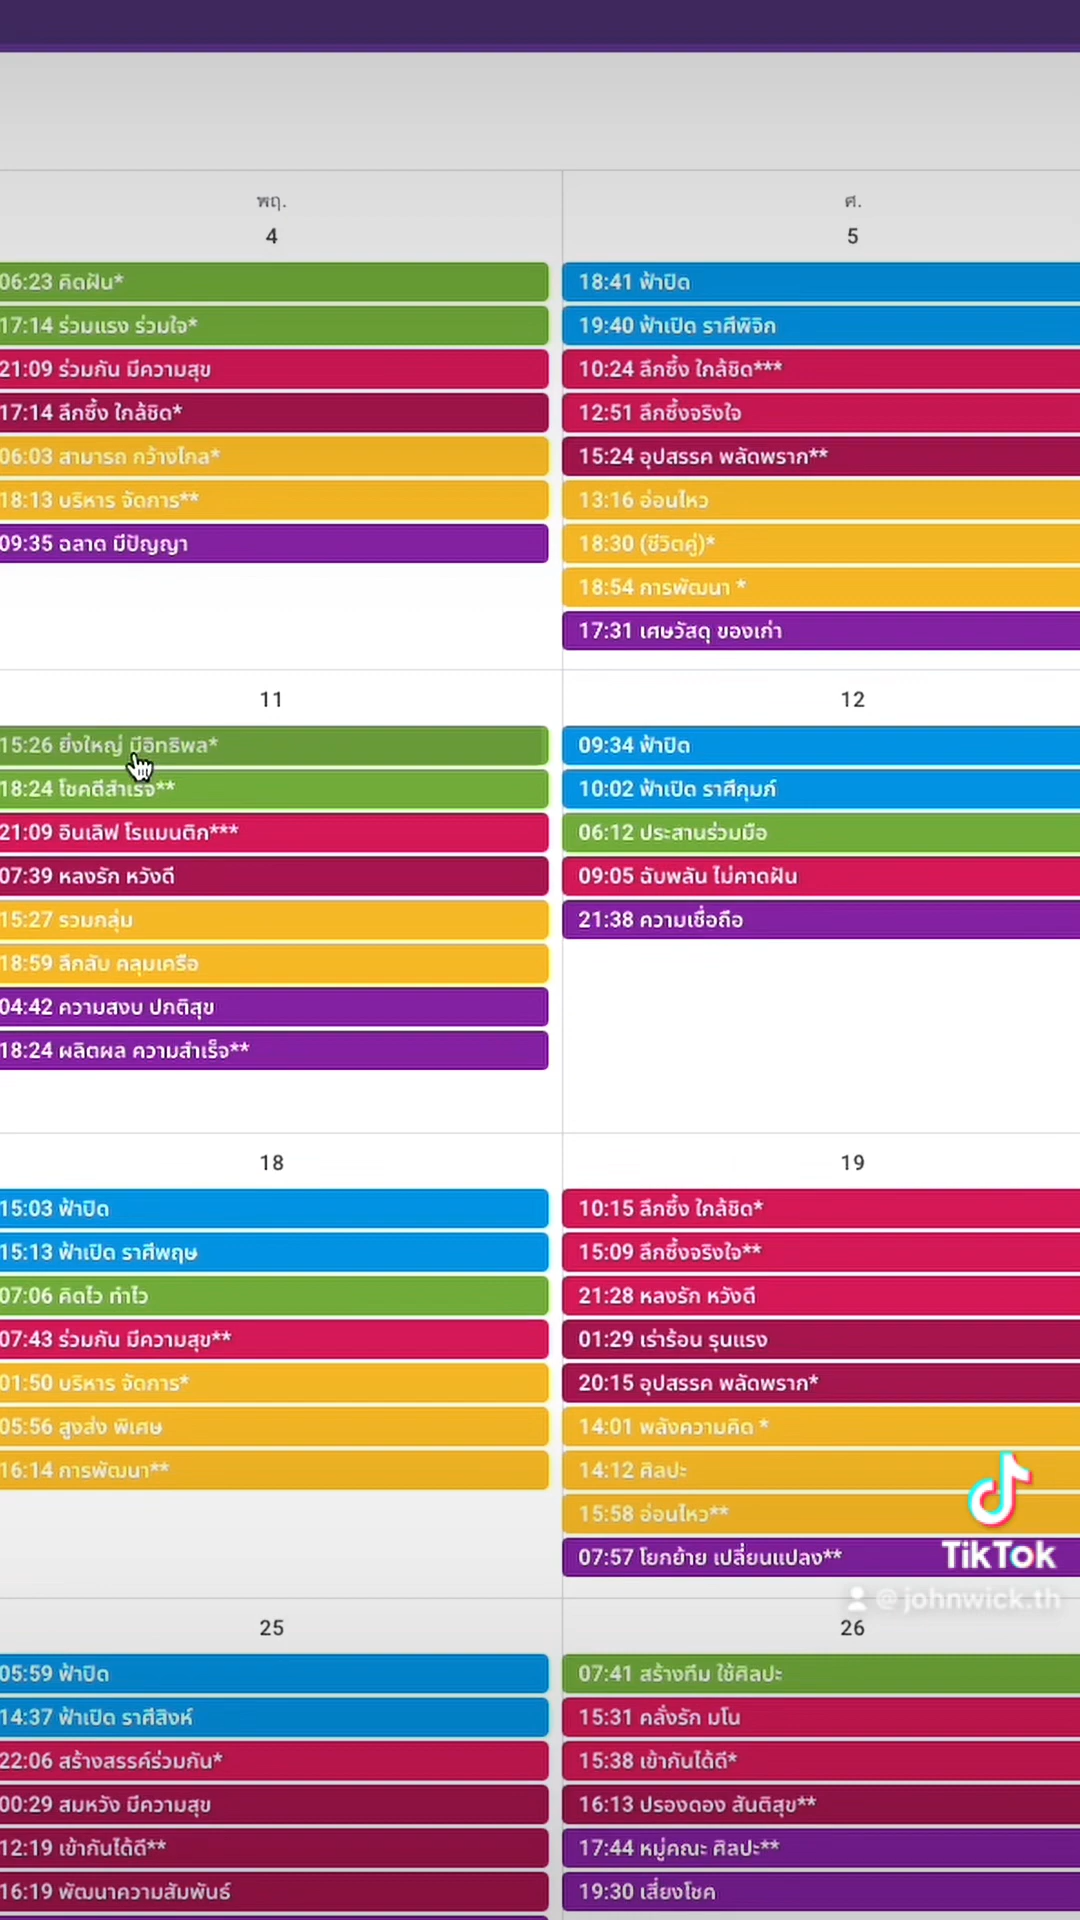 พฤ.
4
06:23 คิดฝัน*
17:14 ร่วมแรง ร่วมใจ*
21:09 ร่วมกัน มีความสุข
17:14 ลึกซึ้ง ใกล้ชิด*
06:03 สามารถ กว้างไกล*
18:13 บริหาร จัดการ**
09:35 ฉลาด มีปัญญา
ศ.
5
18:41 ฟ้าปิด
19:40 ฟ้าเปิด ราศีพิจิก
10:24 ลึกซึ้ง ใกล้ชิด***
12:51 ลึกซึ้งจริงใจ
15:24 อุปสรรค พลัดพราก**
13:16 อ่อนไหว
18:30 (ชีวิตคู่)*
18:54 การพัฒนา *
17:31 เศษวัสดุ ของเก่า
11
15:26 ยิ่งใหญ่ มีอิทธิพล*
18:24 โชคดีสำเร็จ**
21:09 อินเลิฟ โรแมนติก***
07:39 หลงรัก หวังดี
15:27 รวมกลุ่ม
18:59 ลึกลับ คลุมเครือ
04:42 ความสงบ ปกติสุข
18:24 ผลิตผล ความสำเร็จ**
12
09:34 ฟ้าปิด
10:02 ฟ้าเปิด ราศีกุมภ์
06:12 ประสานร่วมมือ
09:05 ฉับพลัน ไม่คาดฝัน
21:38 ความเชื่อถือ
18
15:03 ฟ้าปิด
15:13 ฟ้าเปิด ราศีพฤษ
07:06 คิดไว ทำไว
07:43 ร่วมกัน มีความสุข**
01:50 บริหาร จัดการ*
05:56 สูงส่ง พิเศษ
16:14 การพัฒนา**
19
10:15 ลึกซึ้ง ใกล้ชิด*
15:09 ลึกซึ้งจริงใจ**
21:28 หลงรัก หวังดี
01:29 เร่าร้อน รุนแรง
20:15 อุปสรรค พลัดพราก*
14:01 พลังความคิด *
14:12 ศิลปะ
15:58 อ่อนไหว**
07:57 โยกย้าย เปลี่ยนแปลง**
TikTok
@johnwick.th
25
05:59 ฟ้าปิด
14:37 ฟ้าเปิด ราศีสิงห์
22:06 สร้างสรรค์ร่วมกัน*
00:29 สมหวัง มีความสุข
12:19 เข้ากันได้ดี**
16:19 พัฒนาความสัมพันธ์
26
07:41 สร้างทีม ใช้ศิลปะ
15:31 คลั่งรัก มโน
15:38 เข้ากันได้ดี*
16:13 ปรองดอง สันติสุข**
17:44 หมู่คณะ ศิลปะ**
19:30 เสี่ยงโชค